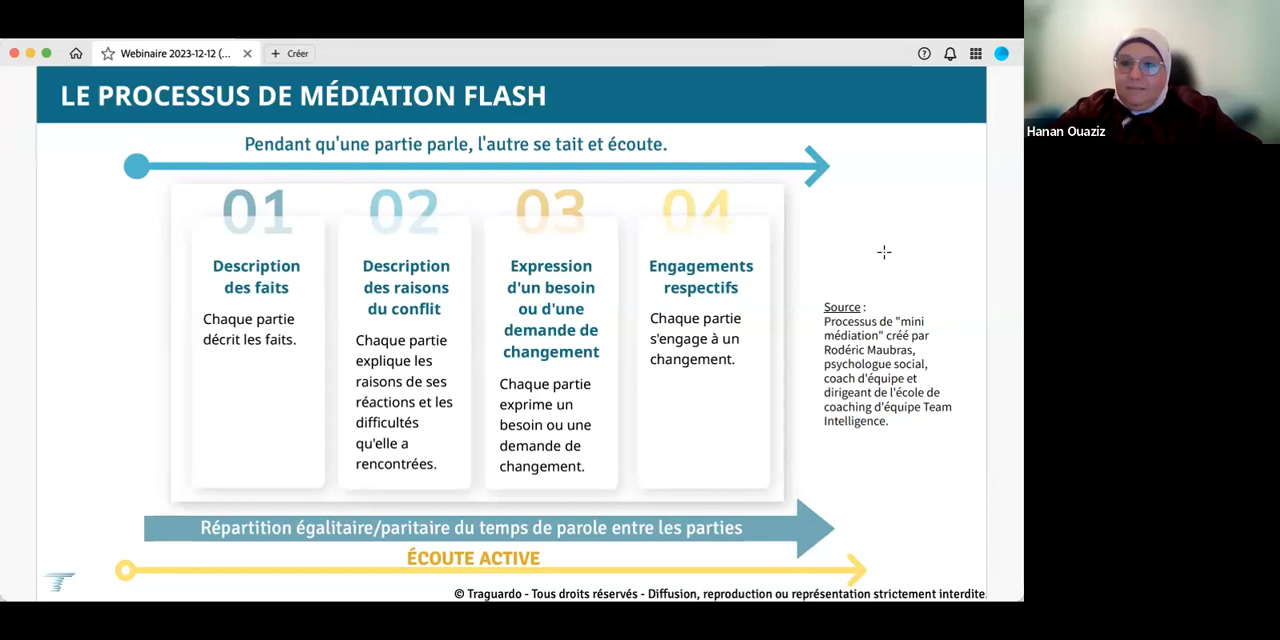 Webinaire 2023-12-12 (...
Créer
LE PROCESSUS DE MÉDIATION FLASH
Pendant qu'une partie parle, l'autre se tait et écoute.
01
Description
des faits
Chaque partie
décrit les faits.
02
Description
des raisons
du conflit
Chaque partie
explique les
raisons de ses
réactions et les
difficultés
qu'elle a
rencontrées.
03
Expression
d'un besoin
ou d'une
demande de
changement
Chaque partie
exprime un
besoin ou une
demande de
changement.
04
Engagements
respectifs
Chaque partie
s'engage à un
changement.
Source :
Processus de "mini
médiation" créé par
Rodéric Maubras,
psychologue social,
coach d'équipe et
dirigeant de l'école de
coaching d'équipe Team
Intelligence.
Répartition égalitaire/paritaire du temps de parole entre les parties
ÉCOUTE ACTIVE
© Traguardo - Tous droits réservés - Diffusion, reproduction ou représentation strictement interdite.
Hanan Ouaziz